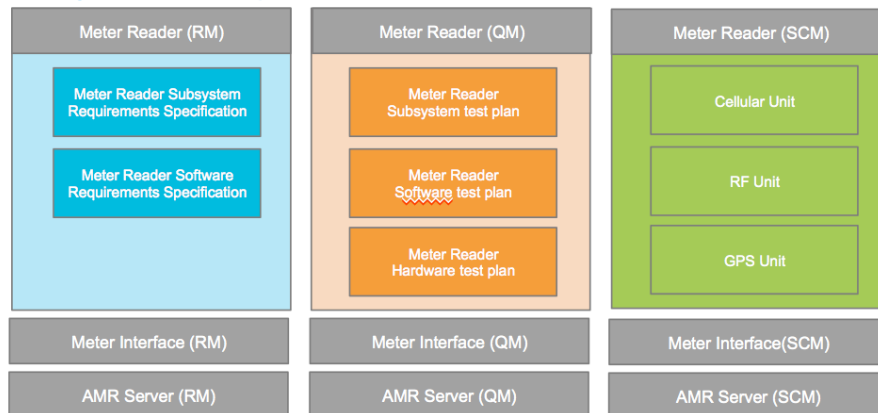 Meter Reader (RM)
Meter Reader Subsystem
Requirements Specification
Meter Reader Software
Requirements Specification
Meter Reader (QM)
Meter Reader
Subsystem test plan
Meter Reader
Software test plan
Meter Reader
Hardware test plan
Meter Reader (SCM)
Cellular Unit
RF Unit
GPS Unit
Meter Interface (RM)
Meter Interface (QM)
Meter Interface(SCM)
AMR Server (RM)
AMR Server (QM)
AMR Server (SCM)